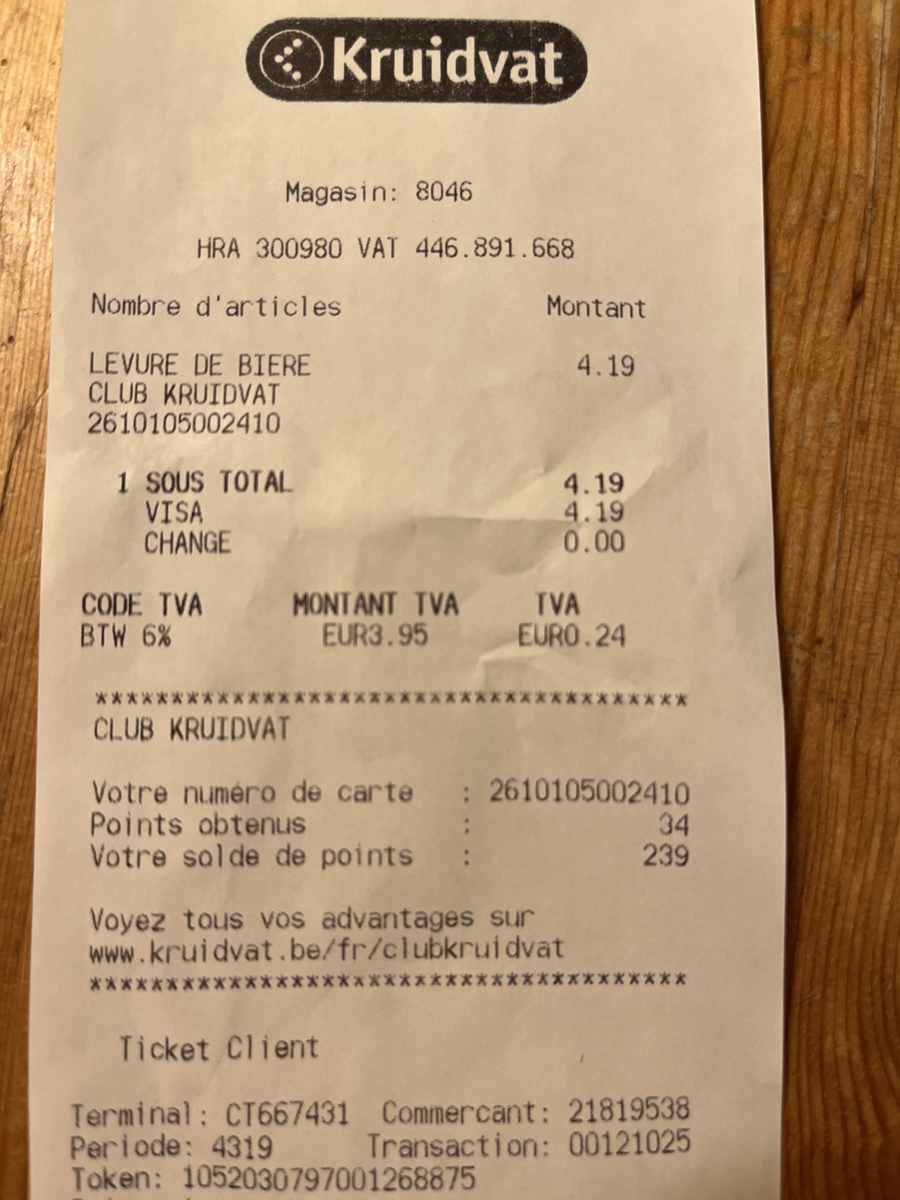 Kruidvat
Magasin: 8046
HRA 300980 VAT 446.891.668
Nombre d'articles Montant
LEVURE DE BIERE 4.19
CLUB KRUIDVAT
2610105002410
1 SOUS TOTAL 4.19
VISA 4.19
CHANGE 0.00
CODE TVA MONTANT TVA TVA
BTW 6% EUR3.95 EUR0.24
***************************************
CLUB KRUIDVAT
Votre numéro de carte : 2610105002410
Points obtenus : 34
Votre solde de points : 239
Voyez tous vos advantages sur
www.kruidvat.be/fr/clubkruidvat
***************************************
Ticket Client
Terminal: CT667431 Commercant: 21819538
Periode: 4319 Transaction: 00121025
Token: 10520307970012688​75